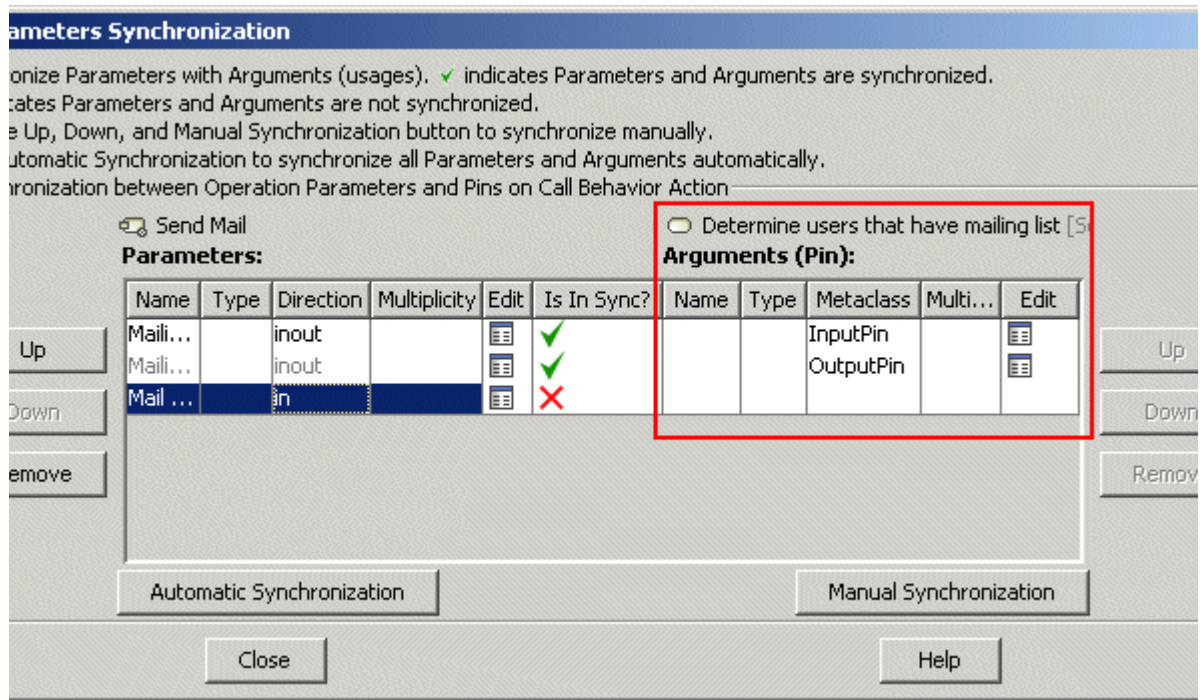 ameters Synchronization
onize Parameters with Arguments (usages). ✓ indicates Parameters and Arguments are synchronized.
cates Parameters and Arguments are not synchronized.
e Up, Down, and Manual Synchronization button to synchronize manually.
utomatic Synchronization to synchronize all Parameters and Arguments automatically.
hronization between Operation Parameters and Pins on Call Behavior Action
Send Mail Determine users that have mailing list [S
Parameters: Arguments (Pin):
Name Type Direction Multiplicity Edit Is In Sync? Name Type Metaclass Multi... Edit
Maili... inout InputPin
Maili... inout OutputPin
Mail ... in
Up Up
Down Down
emove Remov
Automatic Synchronization Manual Synchronization
Close Help